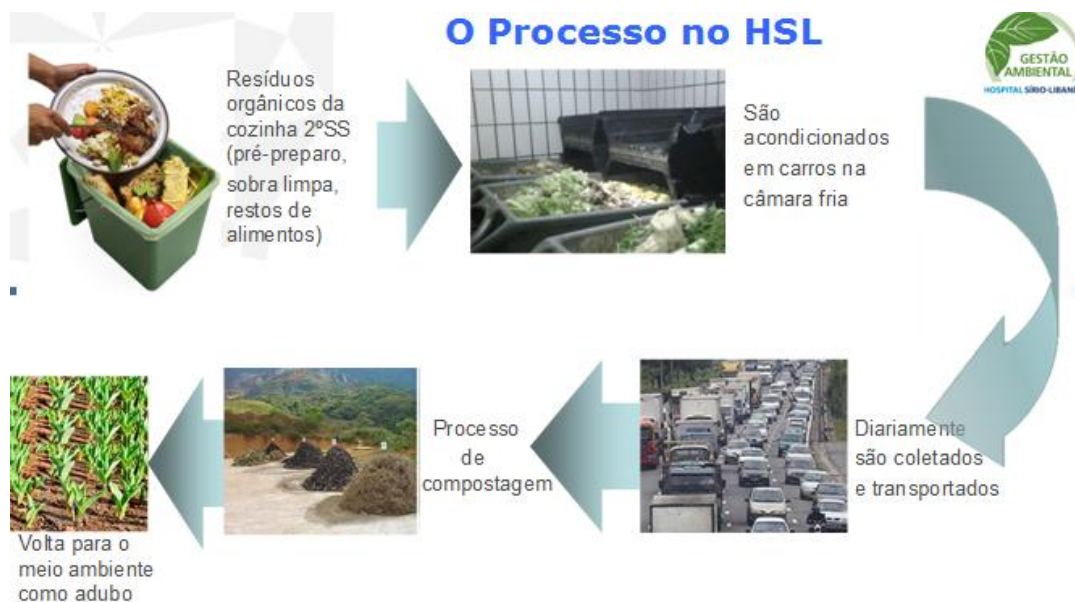 O Processo no HSL
GESTÃO
AMBIENTAL
HOSPITAL SÍRIO-LIBANÊS
Resíduos
orgânicos da
cozinha 2ºSS
(pré-preparo,
sobra limpa,
restos de
alimentos)
São
acondicionados
em carros na
câmara fria
Diariamente
são coletados
e transportados
Processo
de
compostagem
Volta para o
meio ambiente
como adubo